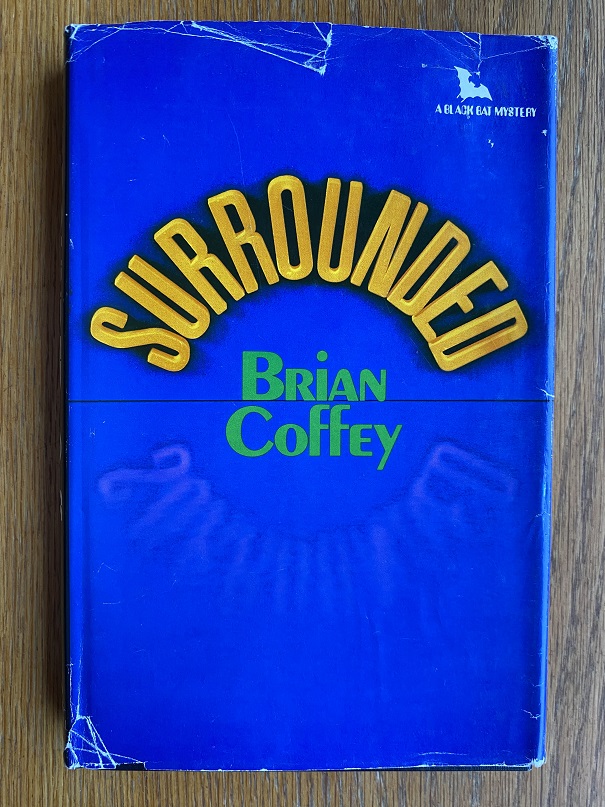 A BLACK BAT MYSTERY
SURROUNDED
BRiAN
CoffEy